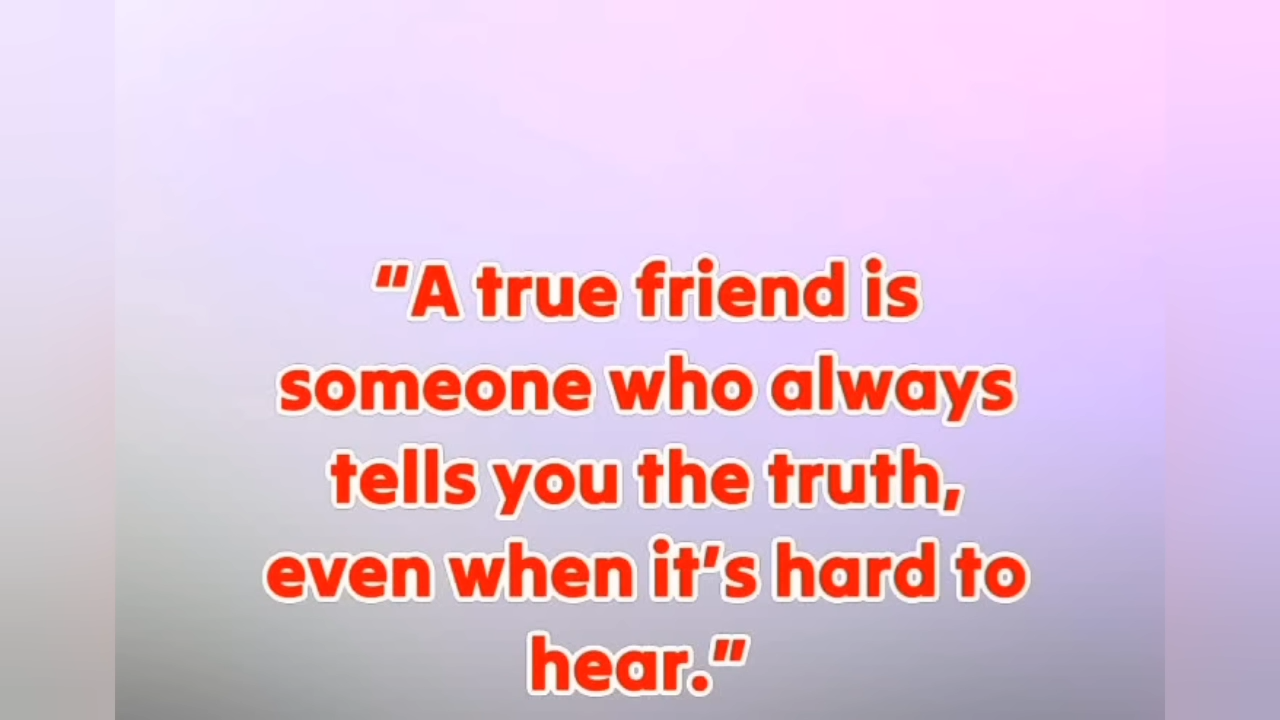 “A true friend is
someone who always
tells you the truth,
even when it’s hard to
hear.”